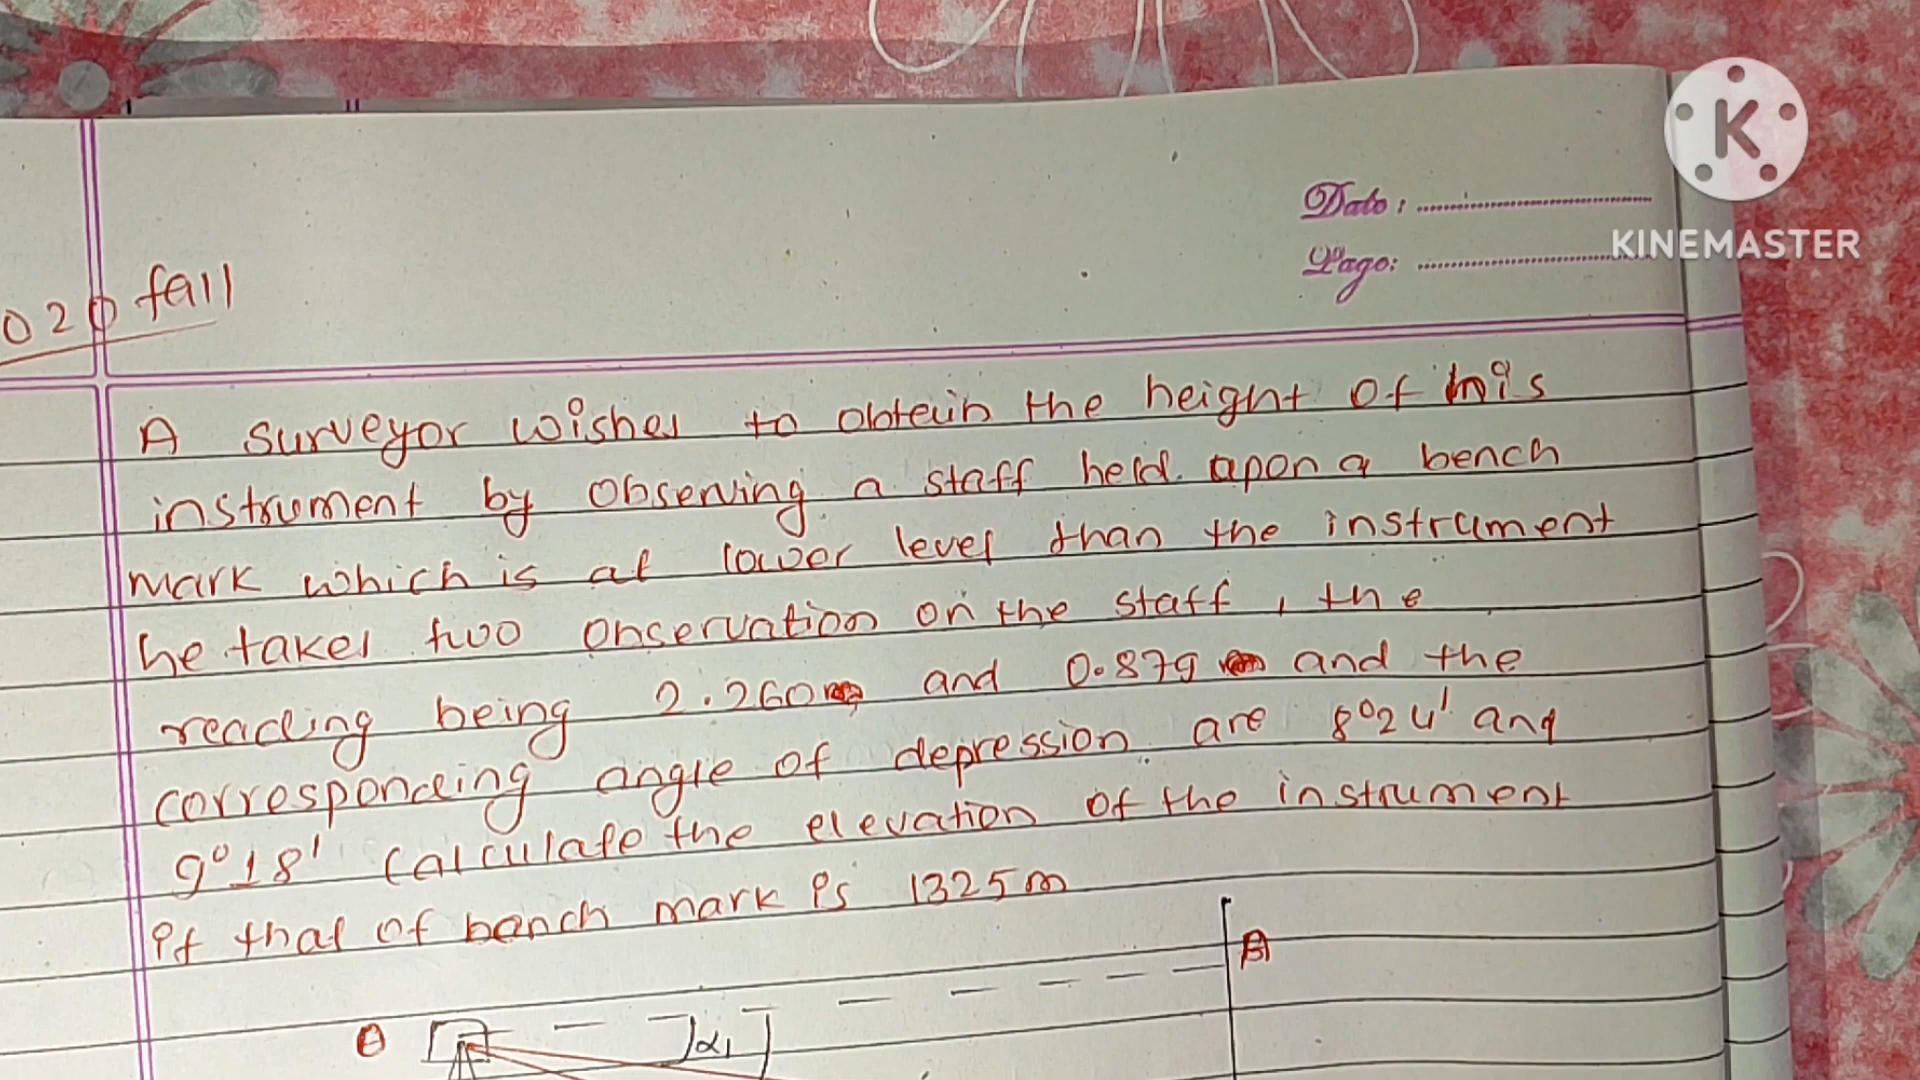 K
Date:
KINEMASTER
Page:
020 fall
A surveyor wishes to obtain the height of his
instrument by observing a staff held upon a bench
mark which is at lower level than the instrument
he takes two observation on the staff, the
reading being 2.260m and 0.879 m and the
corresponding angle of depression are 8°24' and
9°18' Calculate the elevation of the instrument
if that of bench mark is 1325m
A
θ
α1